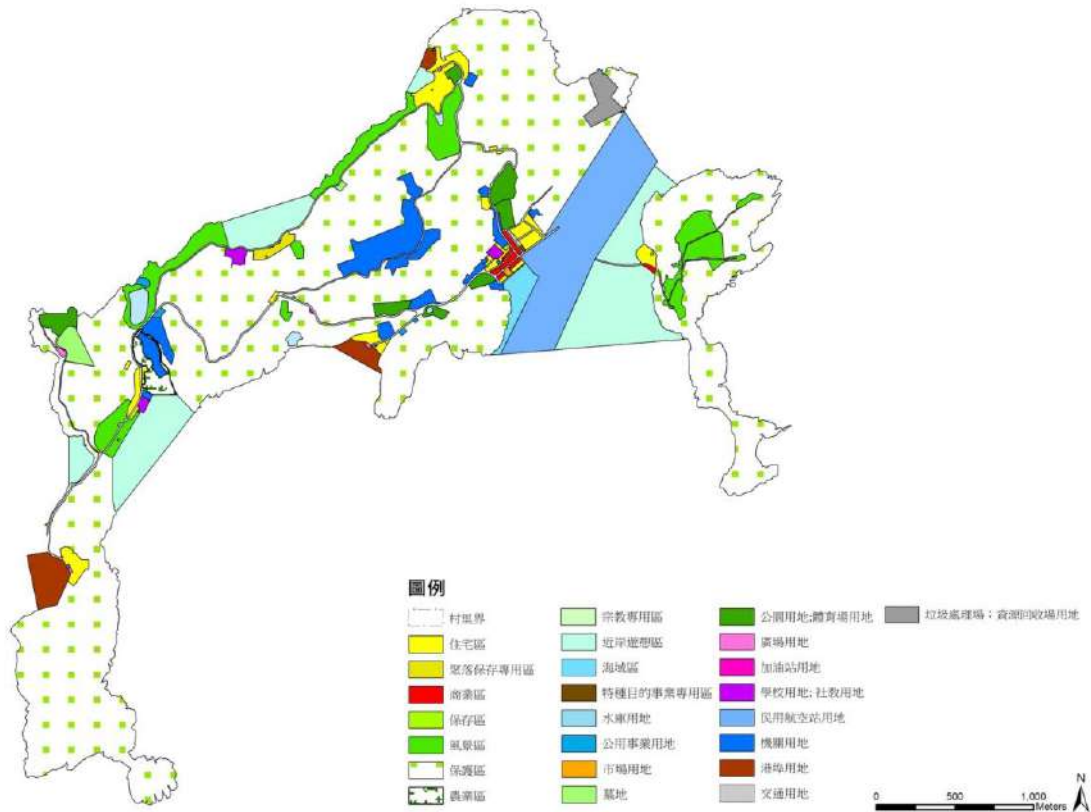 圖例
村里界
住宅區
聚落保存專用區
商業區
保存區
風景區
保護區
農業區
宗教專用區
近岸遊憩區
海域區
特種目的事業專用區
水庫用地
公用事業用地
市場用地
墓地
公園用地;體育場用地
廣場用地
加油站用地
學校用地;社教用地
民用航空站用地
機關用地
港埠用地
交通用地
垃圾處理場;資源回收場用地
N
0 500 1,000
Meters